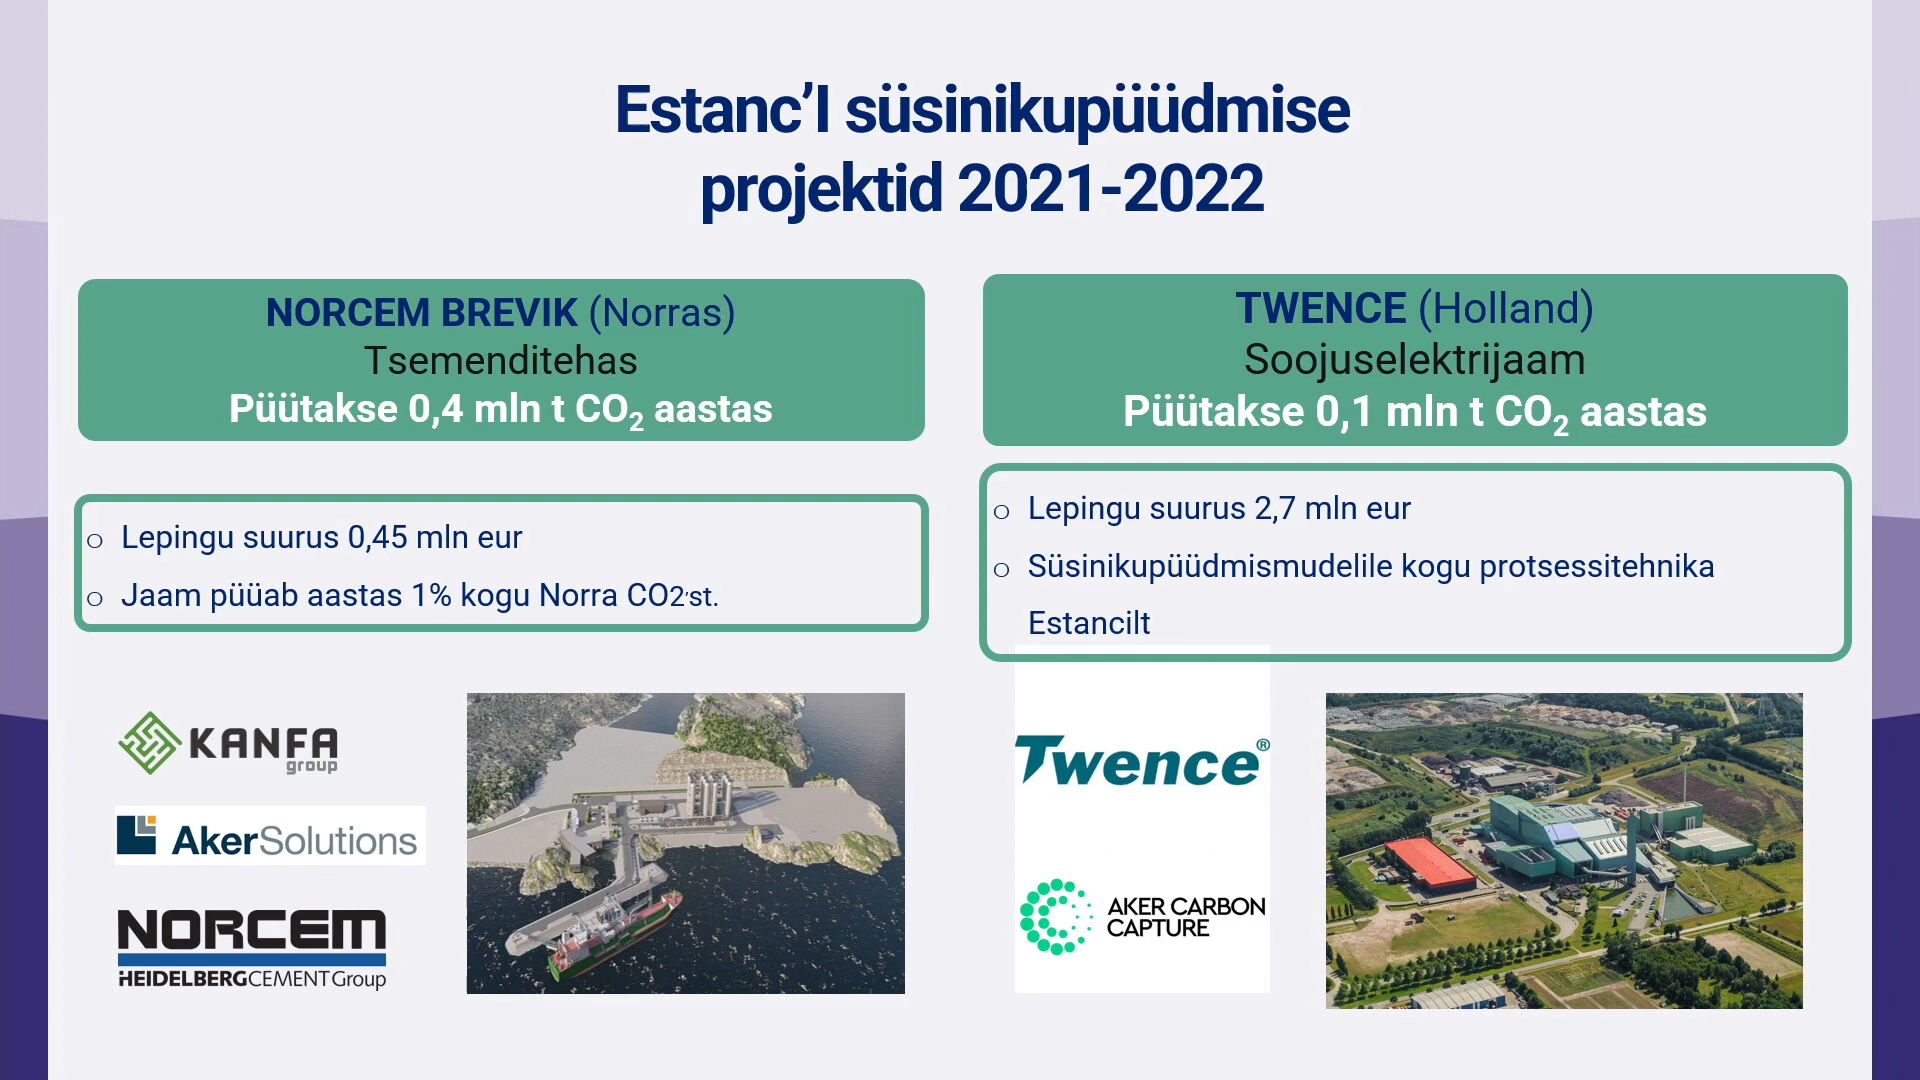 Estanc’I süsinikupüüdmise
projektid 2021-2022
NORCEM BREVIK (Norras)
Tsemenditehas
Püütakse 0,4 mln t CO₂ aastas
o Lepingu suurus 0,45 mln eur
o Jaam püüab aastas 1% kogu Norra CO2’st.
KANFA
group
AkerSolutions
NORCEM
HEIDELBERGCEMENTGroup
TWENCE (Holland)
Soojuselektrijaam
Püütakse 0,1 mln t CO₂ aastas
o Lepingu suurus 2,7 mln eur
o Süsinikupüüdmismudelile kogu protsessitehnika
Estancilt
Twence®
AKER CARBON
CAPTURE